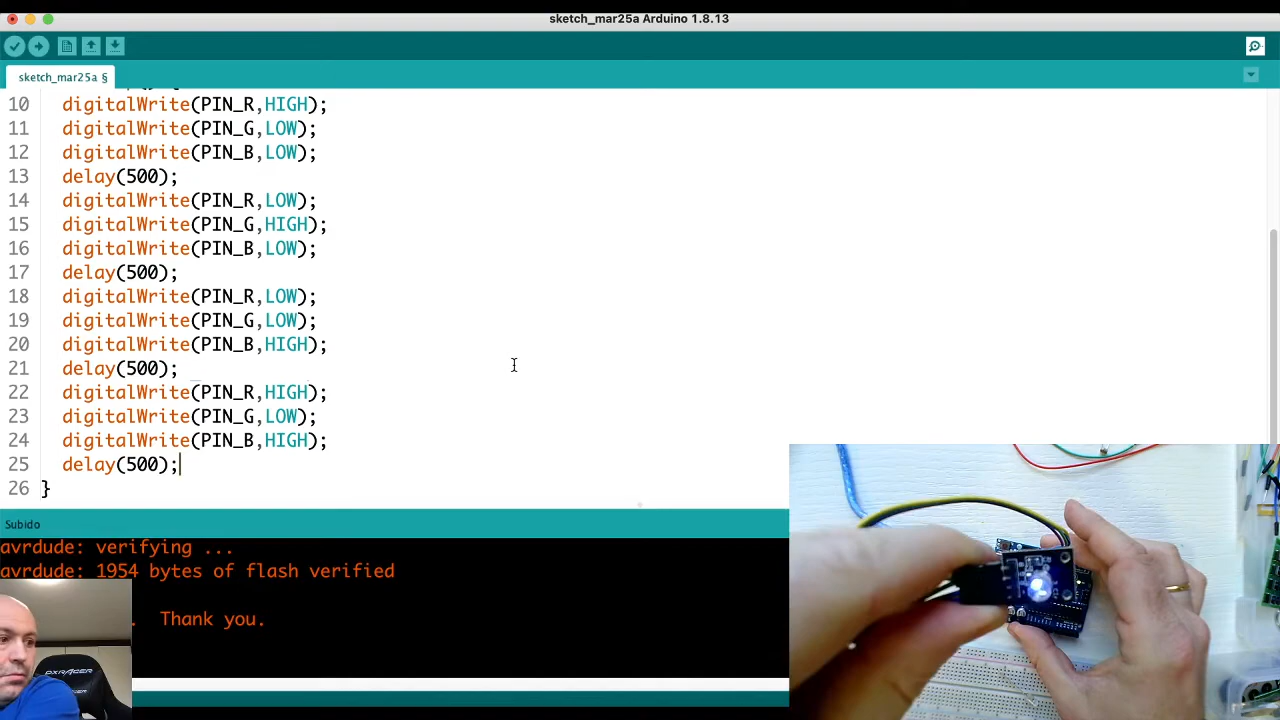 sketch_mar25a Arduino 1.8.13
sketch_mar25a §
10 digitalWrite(PIN_R,HIGH);
11 digitalWrite(PIN_G,LOW);
12 digitalWrite(PIN_B,LOW);
13 delay(500);
14 digitalWrite(PIN_R,LOW);
15 digitalWrite(PIN_G,HIGH);
16 digitalWrite(PIN_B,LOW);
17 delay(500);
18 digitalWrite(PIN_R,LOW);
19 digitalWrite(PIN_G,LOW);
20 digitalWrite(PIN_B,HIGH);
21 delay(500);
22 digitalWrite(PIN_R,HIGH);
23 digitalWrite(PIN_G,LOW);
24 digitalWrite(PIN_B,HIGH);
25 delay(500);
26 }
Subido
avrdude: verifying ...
avrdude: 1954 bytes of flash verified
. Thank you.
DXRACER